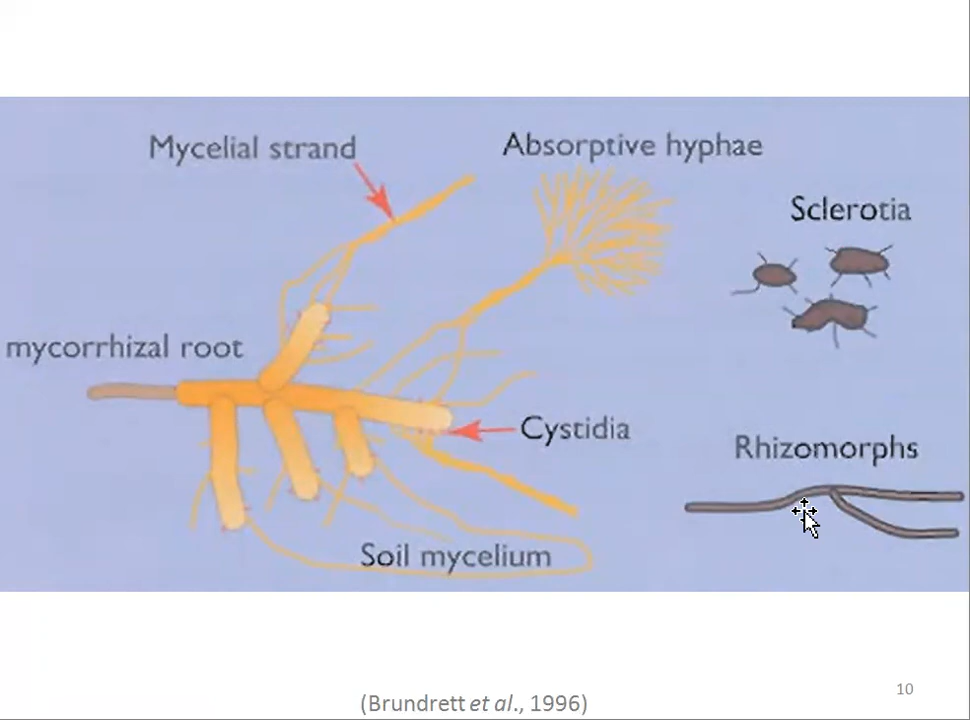 Mycelial strand
Absorptive hyphae
Sclerotia
mycorrhizal root
Cystidia
Rhizomorphs
Soil mycelium
10
(Brundrett et al., 1996)